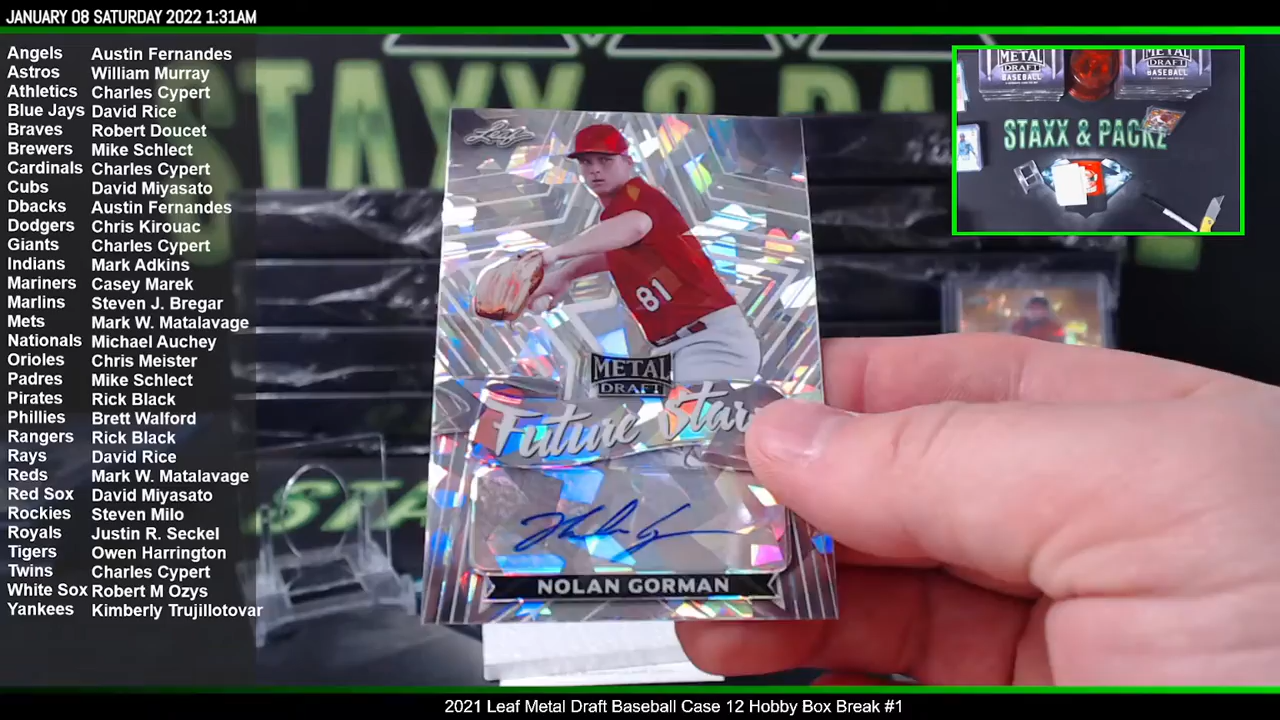 JANUARY 08 SATURDAY 2022 1:31AM
Angels Austin Fernandes
Astros William Murray
Athletics Charles Cypert
Blue Jays David Rice
Braves Robert Doucet
Brewers Mike Schlect
Cardinals Charles Cypert
Cubs David Miyasato
Dbacks Austin Fernandes
Dodgers Chris Kirouac
Giants Charles Cypert
Indians Mark Adkins
Mariners Casey Marek
Marlins Steven J. Bregar
Mets Mark W. Matalavage
Nationals Michael Auchey
Orioles Chris Meister
Padres Mike Schlect
Pirates Rick Black
Phillies Brett Walford
Rangers Rick Black
Rays David Rice
Reds Mark W. Matalavage
Red Sox David Miyasato
Rockies Steven Milo
Royals Justin R. Seckel
Tigers Owen Harrington
Twins Charles Cypert
White Sox Robert M Ozys
Yankees Kimberly Trujillotovar
STAXX & PA
Leaf
81
METAL
DRAFT
Future Star
NOLAN GORMAN
METAL
DRAFT
BASEBALL
METAL
DRAFT
BASEBALL
STAXX & PACKZ
2021 Leaf Metal Draft Baseball Case 12 Hobby Box Break #1